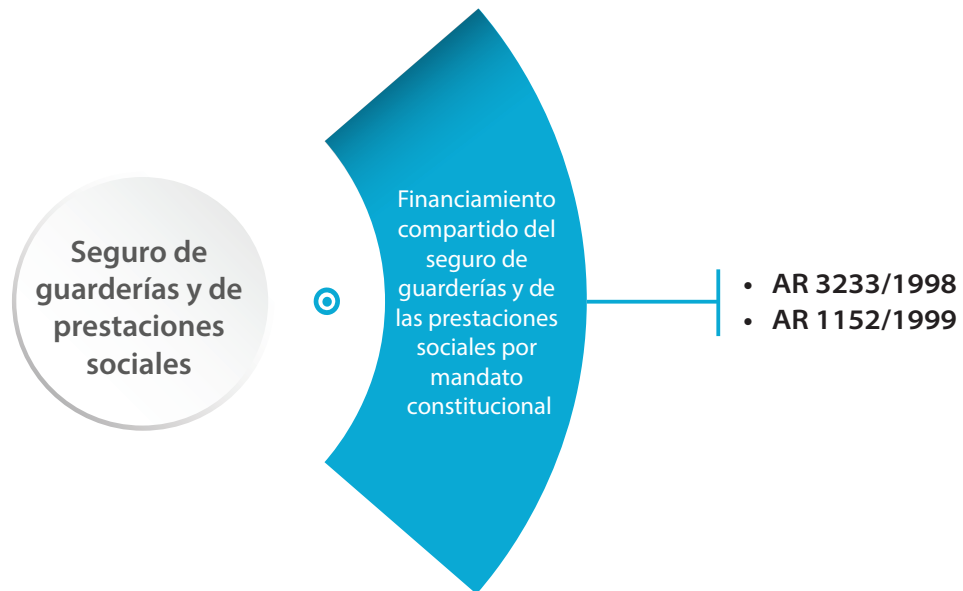 Seguro de
guarderías y de
prestaciones
sociales
Financiamiento
compartido del
seguro de
guarderías y de
las prestaciones
sociales por
mandato
constitucional
• AR 3233/1998
• AR 1152/1999